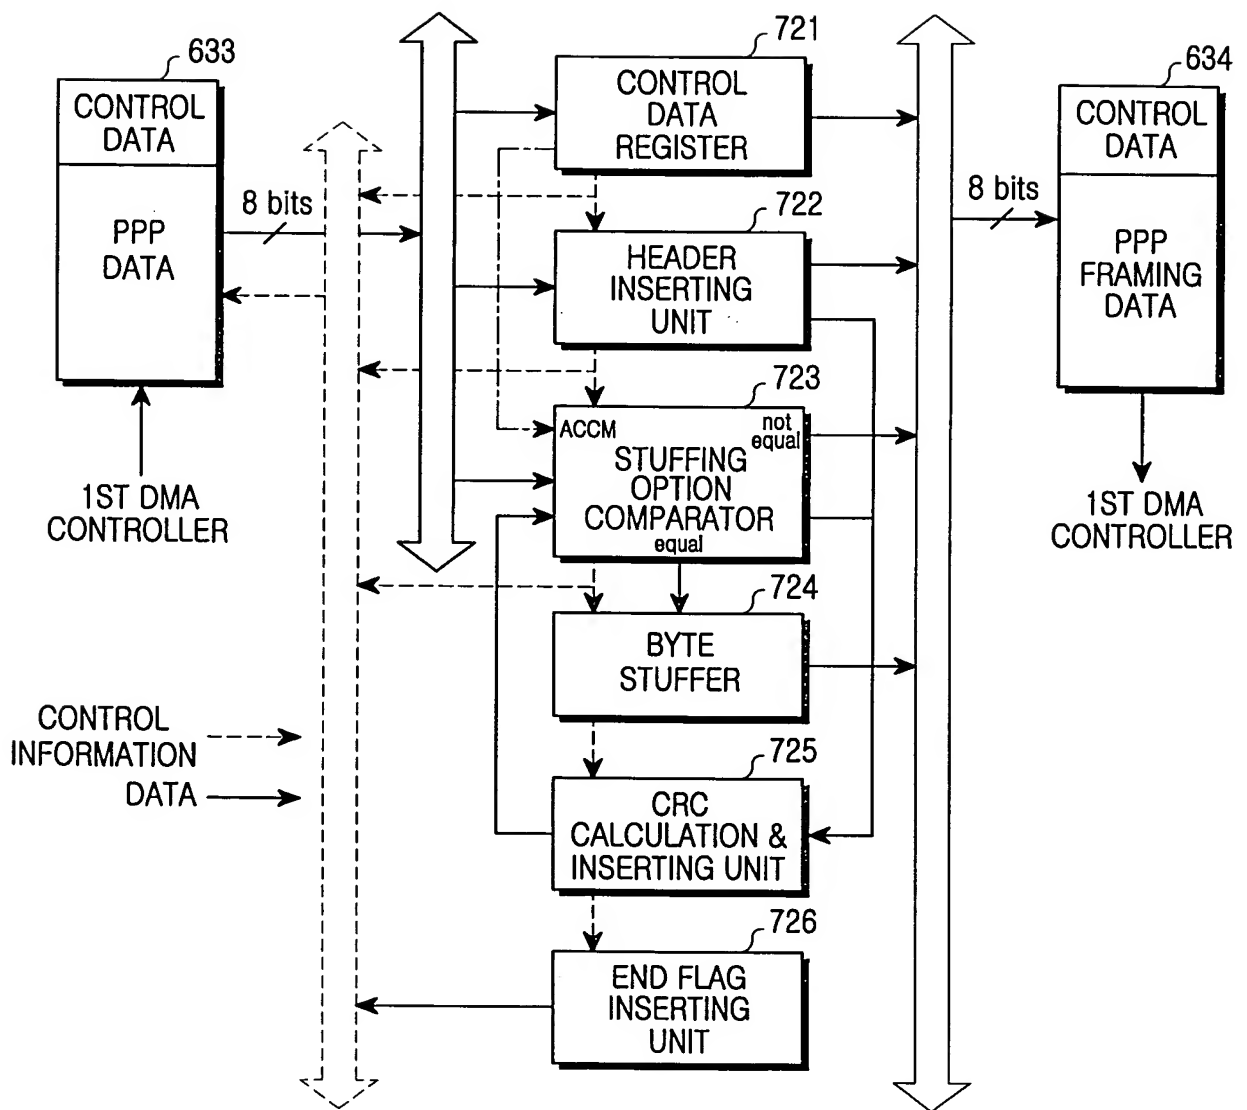 633
CONTROL
DATA
PPP
DATA
8 bits
1ST DMA
CONTROLLER
721
CONTROL
DATA
REGISTER
722
HEADER
INSERTING
UNIT
723
ACCM
not
equal
STUFFING
OPTION
COMPARATOR
equal
724
BYTE
STUFFER
725
CRC
CALCULATION &
INSERTING UNIT
726
END FLAG
INSERTING
UNIT
634
CONTROL
DATA
8 bits
PPP
FRAMING
DATA
1ST DMA
CONTROLLER
CONTROL
INFORMATION
DATA